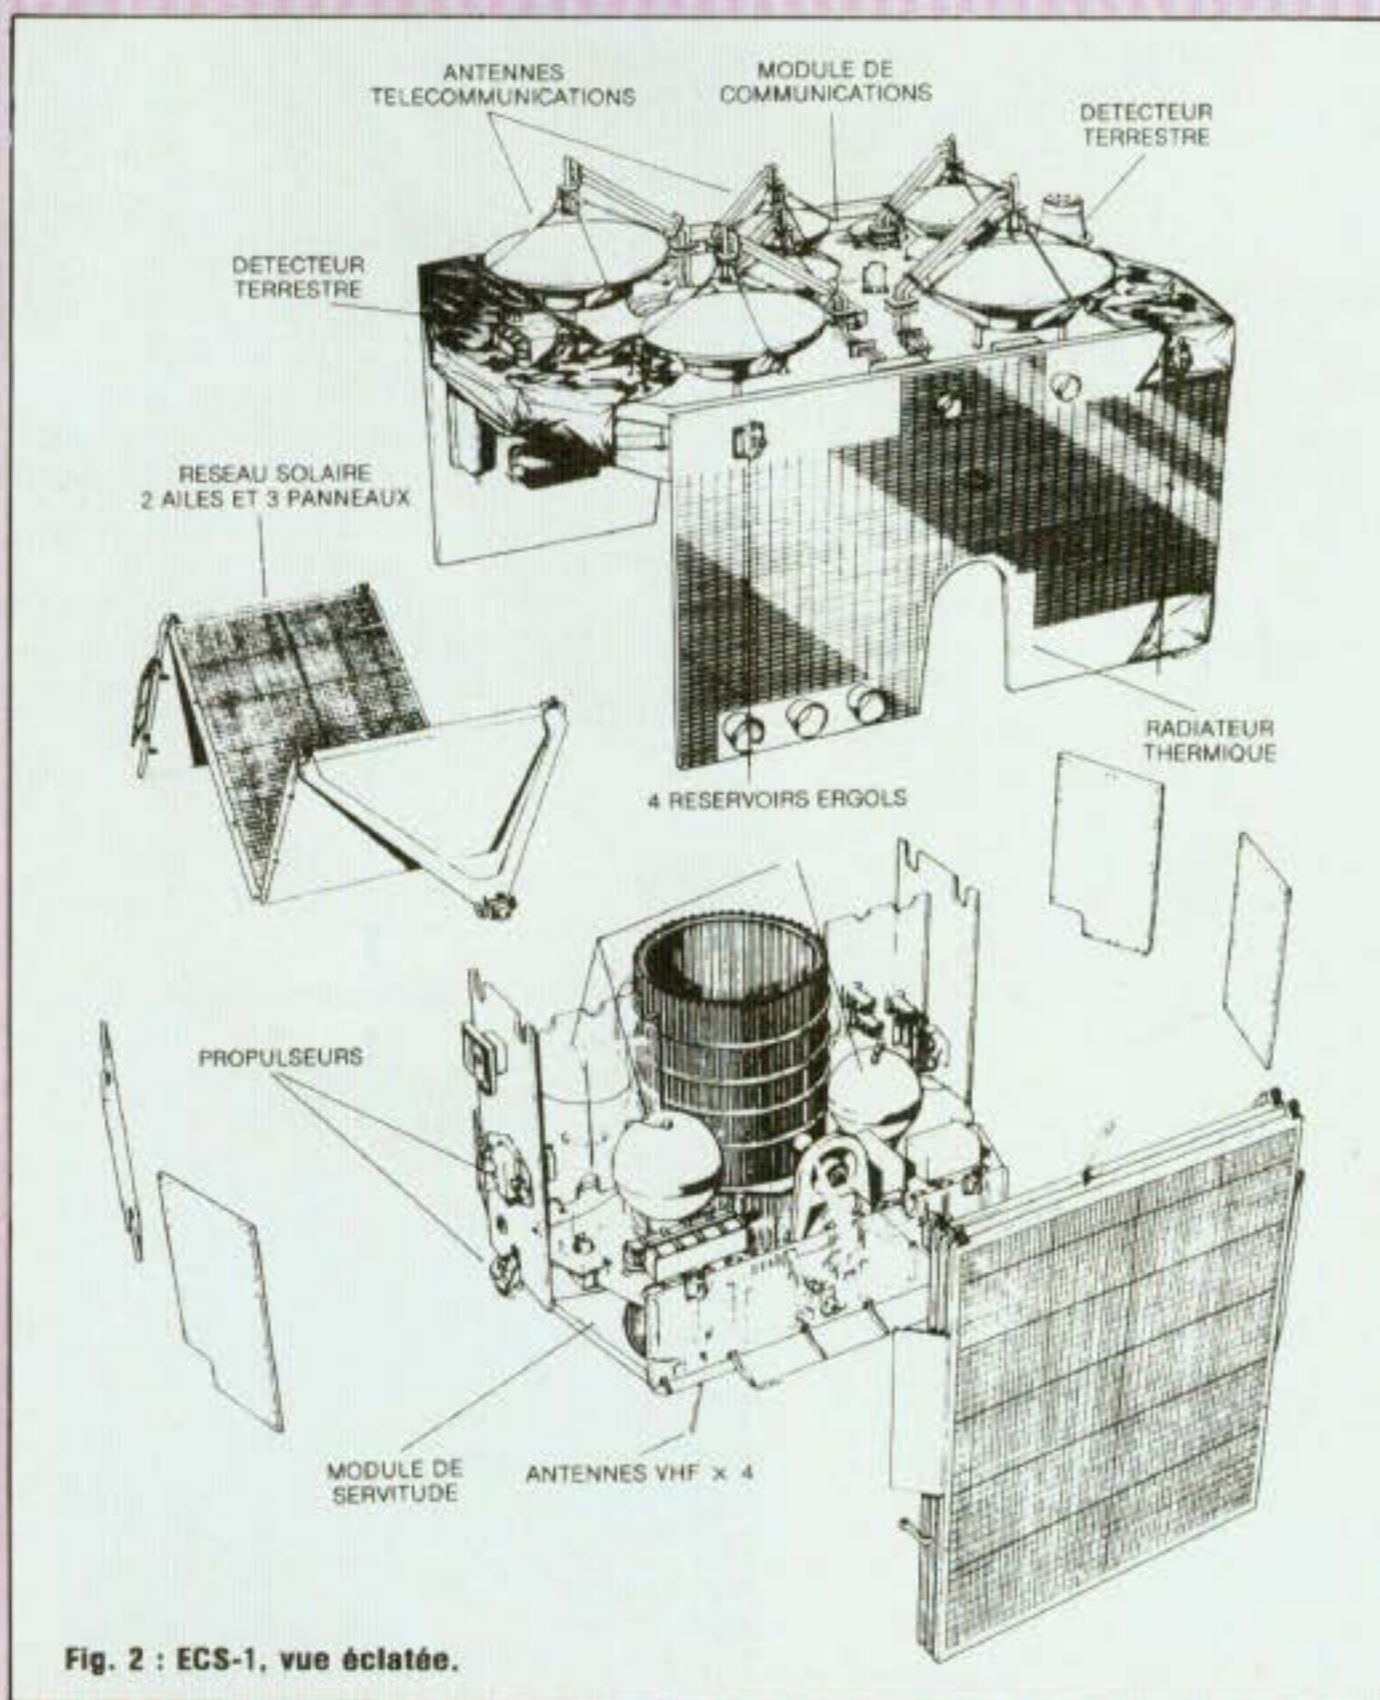 ANTENNES
TELECOMMUNICATIONS
MODULE DE
COMMUNICATIONS
DETECTEUR
TERRESTRE
DETECTEUR
TERRESTRE
RESEAU SOLAIRE
2 AILES ET 3 PANNEAUX
RADIATEUR
THERMIQUE
4 RESERVOIRS ERGOLS
PROPULSEURS
MODULE DE
SERVITUDE
ANTENNES VHF × 4
Fig. 2 : ECS-1, vue éclatée.